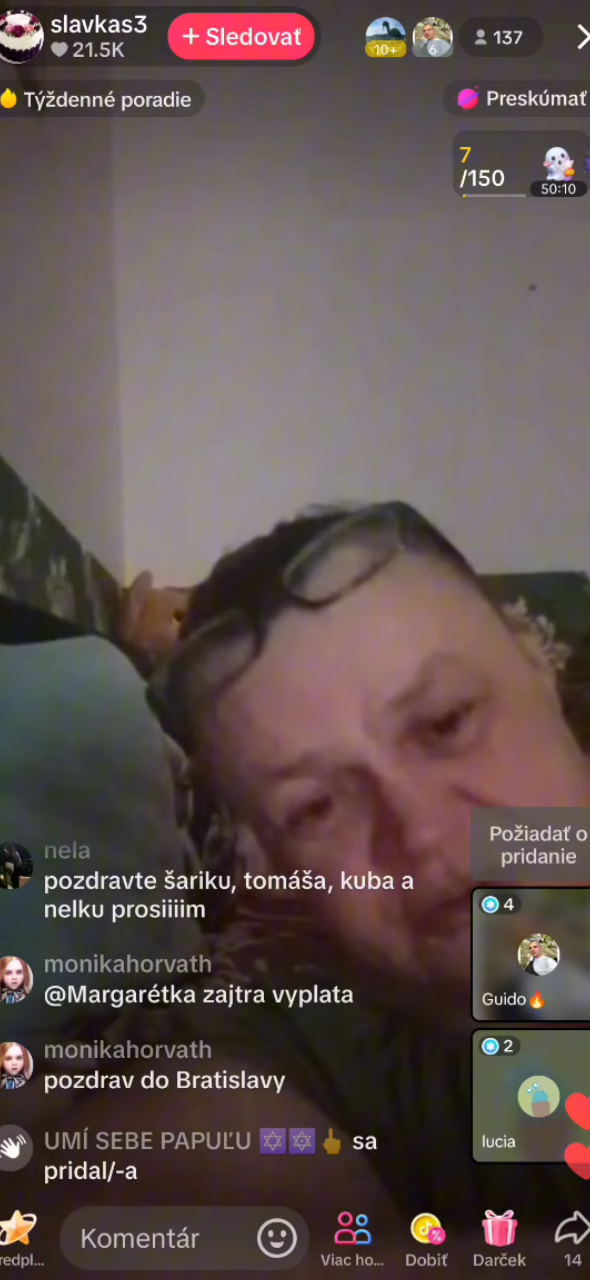 slavkas3
21.5K
+ Sledovať
10+
6
137
Týždenné poradie
Preskúmať
7
/150
50:10
nela
pozdravte šariku, tomáša, kuba a
nelku prosiiiim
monikahorvath
@Margarétka zajtra vyplata
monikahorvath
pozdrav do Bratislavy
UMÍ SEBE PAPUĽU 🔯🔯🖕 sa
pridal/-a
Požiadať o
pridanie
4
Guido🔥
2
lucia
redpl...
Komentár
Viac ho...
Dobiť
Darček
14